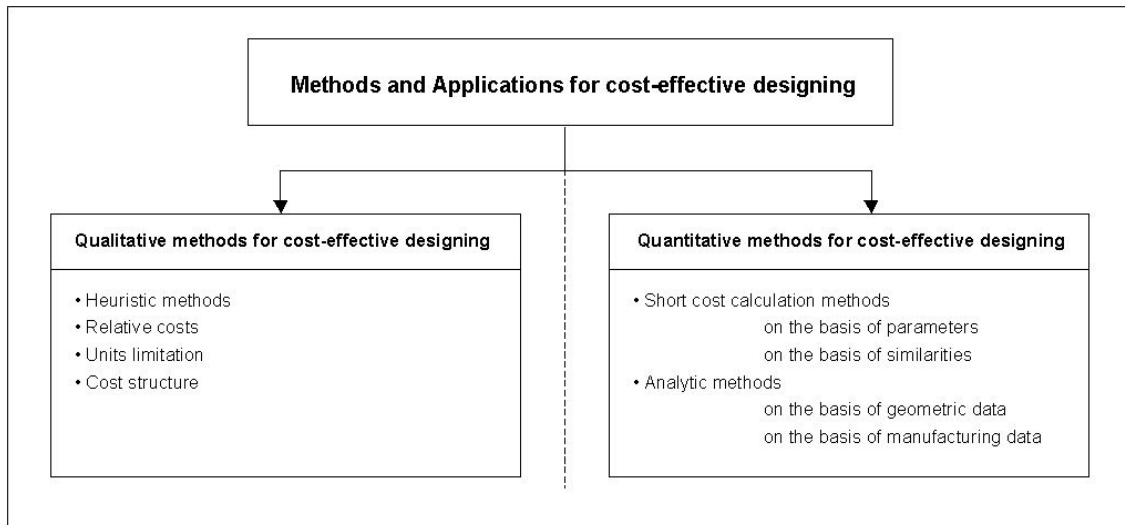 Methods and Applications for cost-effective designing
Qualitative methods for cost-effective designing
• Heuristic methods
• Relative costs
• Units limitation
• Cost structure
Quantitative methods for cost-effective designing
• Short cost calculation methods
on the basis of parameters
on the basis of similarities
• Analytic methods
on the basis of geometric data
on the basis of manufacturing data